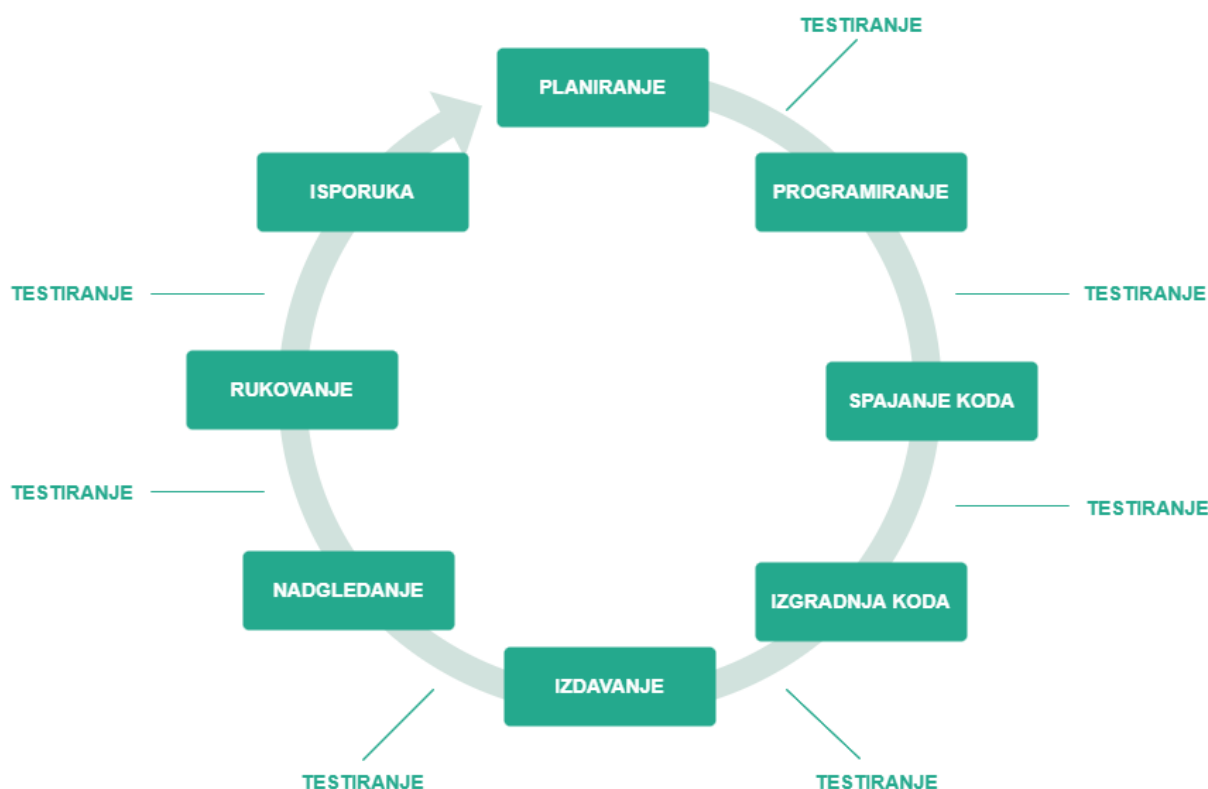 TESTIRANJE
PLANIRANJE
PROGRAMIRANJE
ISPORUKA
TESTIRANJE
TESTIRANJE
RUKOVANJE
SPAJANJE KODA
TESTIRANJE
TESTIRANJE
NADGLEDANJE
IZGRADNJA KODA
IZDAVANJE
TESTIRANJE
TESTIRANJE